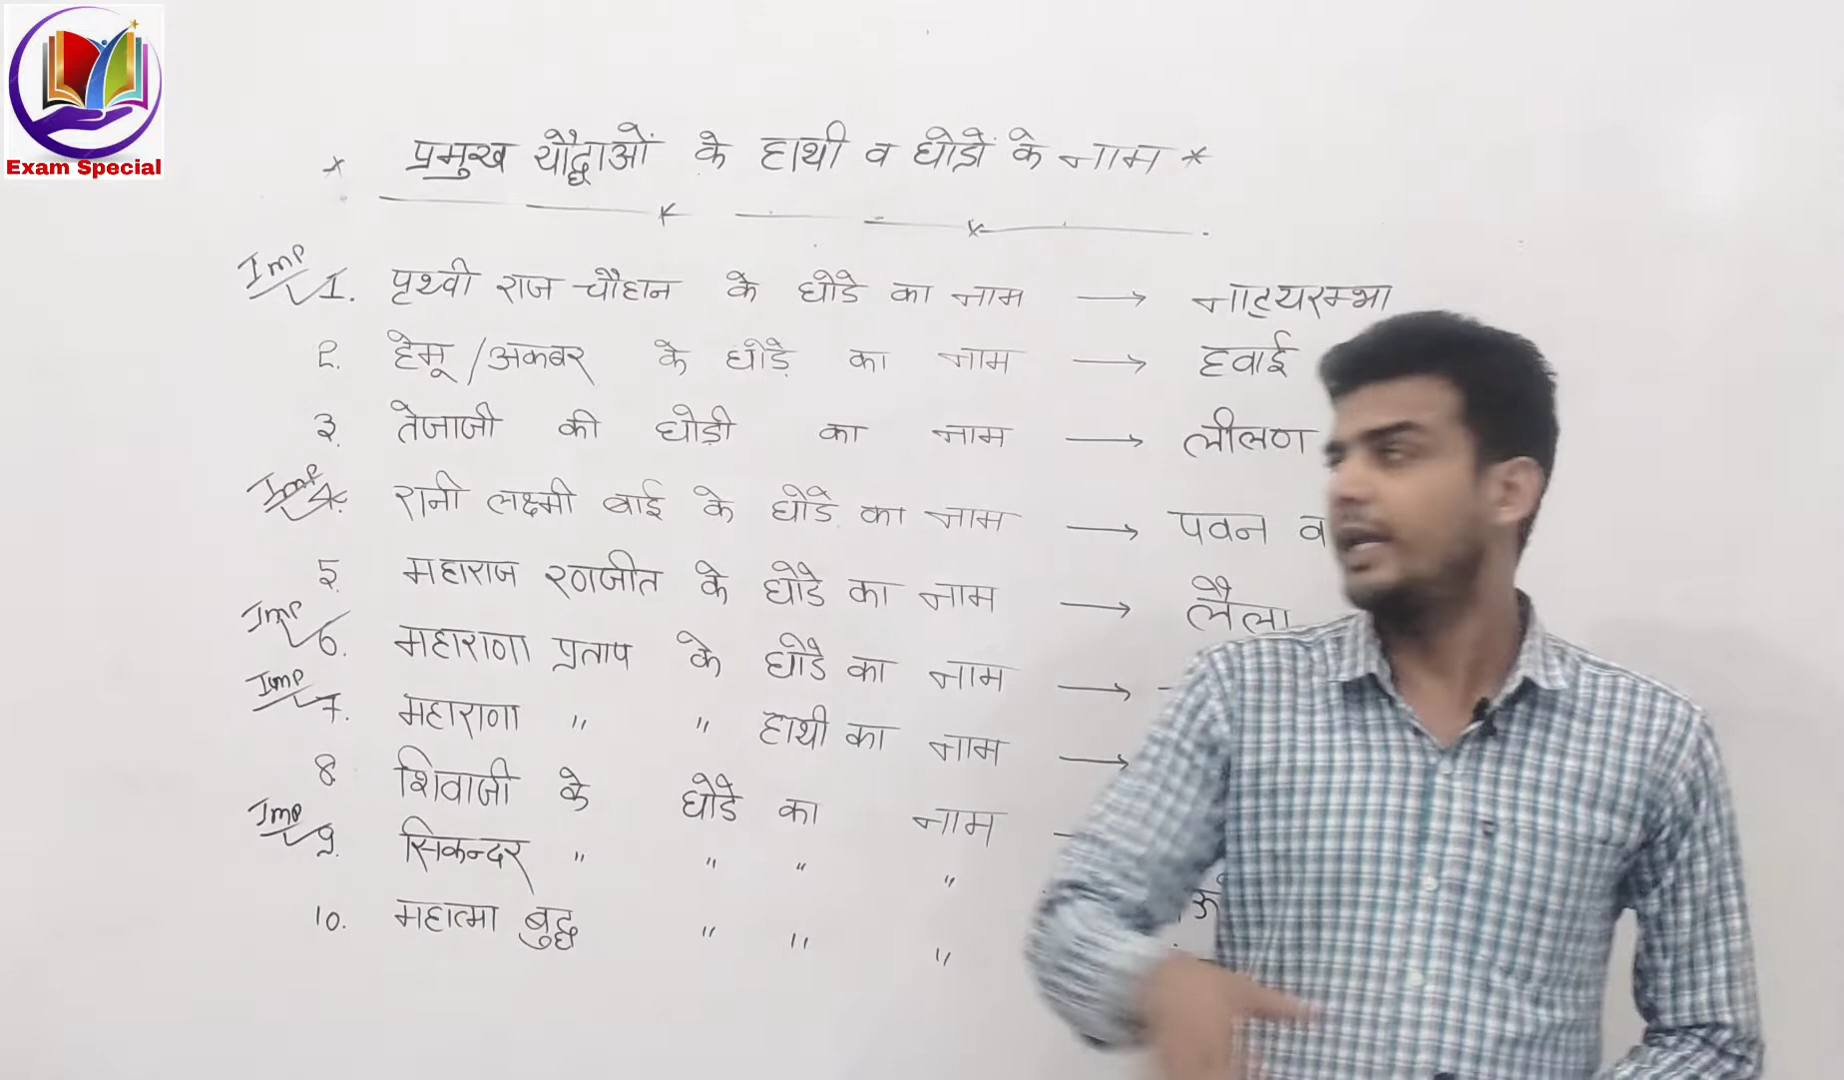 Exam Special
* प्रमुख योद्धाओं के हाथी व घोड़ों के नाम *
Imp 1. पृथ्वी राज चौहान के घोडे का नाम → नाट्यरम्भा
2. हेमू / अकबर के घोड़े का नाम → हवाई
3. तेजाजी की घोड़ी का नाम → लीलण
Imp 4. रानी लक्ष्मी बाई के घोडे का नाम → पवन
5. महाराज रणजीत के घोडे का नाम → लैला
Imp 6. महाराणा प्रताप के घोडे का नाम →
Imp 7. महाराणा " " हाथी का नाम →
8. शिवाजी के घोडे का नाम
Imp 9. सिकन्दर " " " "
10. महात्मा बुद्ध " " "